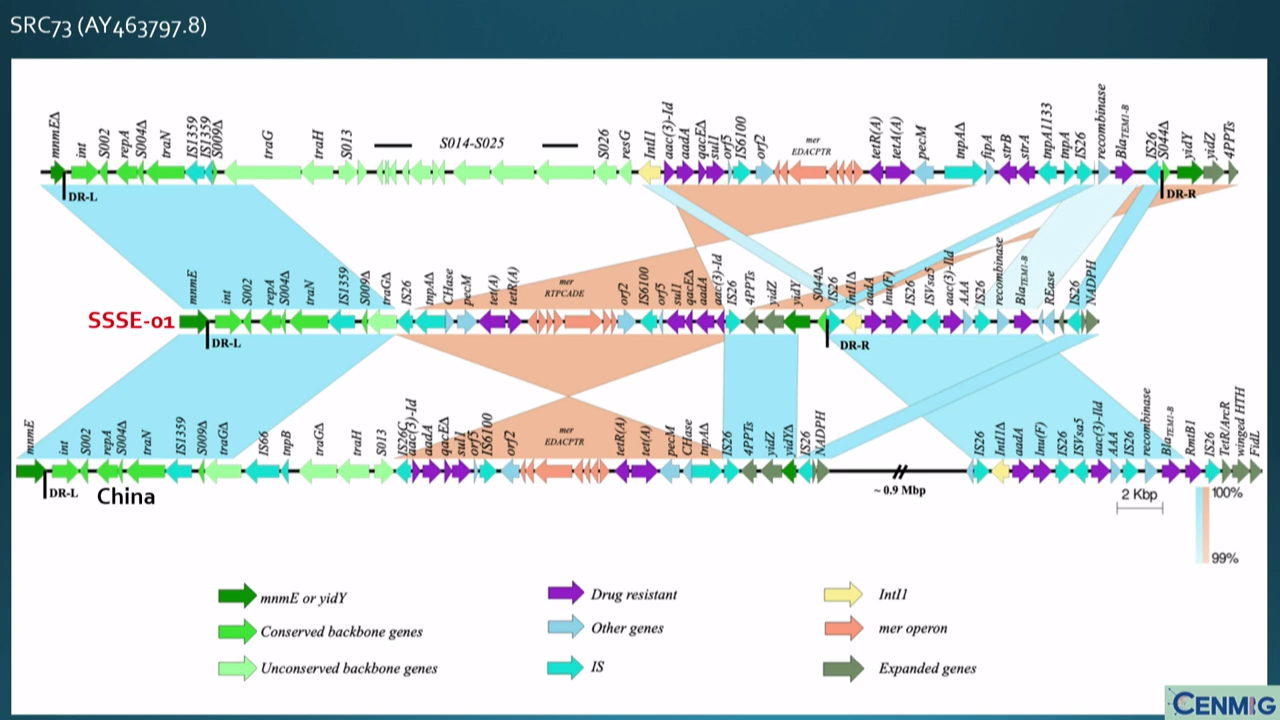 SRC73 (AY463797.8)
mnmEΔ int S002 repA S004Δ traN IS1359 IS1359 S009Δ traG traH S013 S014-S025 S026 resG IntI1 aac(3)-Id aadA qacEΔ sul1 orf5 IS6100 orf2 mer EDACPTR tetR(A) tetA(A) pecM tnpAΔ fipA strB strA tnpA1133 tnpA IS26 recombinase BlaTEM1-B IS26 S044Δ yidY yidZ 4PPTs
DR-L DR-R
mnmE int S002 repA S004Δ traN IS1359 S009Δ traGΔ IS26 tnpAΔ CHase pecM tet(A) tetR(A) mer RTPCADE orf2 IS6100 orf5 sul1 qacEΔ aadA aac(3)-Id IS26 4PPTs yidZ yidY S044Δ IS26 IntI1Δ aadA lnu(F) IS26 ISVsa5 aac(3)-IId AAA IS26 recombinase BlaTEM1-B REase IS26 NADPH
SSSE-01
DR-L DR-R
mnmE int S002 repA S004Δ traN IS1359 S009Δ traGΔ IS66 tnpB traGΔ traH S013 IS26C aac(3)-Id aadA qacEΔ sul1 orf5 IS6100 orf2 mer EDACPTR tetR(A) tet(A) pecM CHase tnpAΔ IS26 4PPTs yidZ yidYΔ IS26 NADPH IS26 IntI1Δ aadA lnu(F) IS26 ISVsa5 aac(3)-IId AAA IS26 recombinase BlaTEM1-B RmtB1 IS26 TetR/ArcR winged HTH FidL
DR-L China ~ 0.9 Mbp 2 Kbp 100%
99%
mnmE or yidY Drug resistant IntI1
Conserved backbone genes Other genes mer operon
Unconserved backbone genes IS Expanded genes
CENMIG